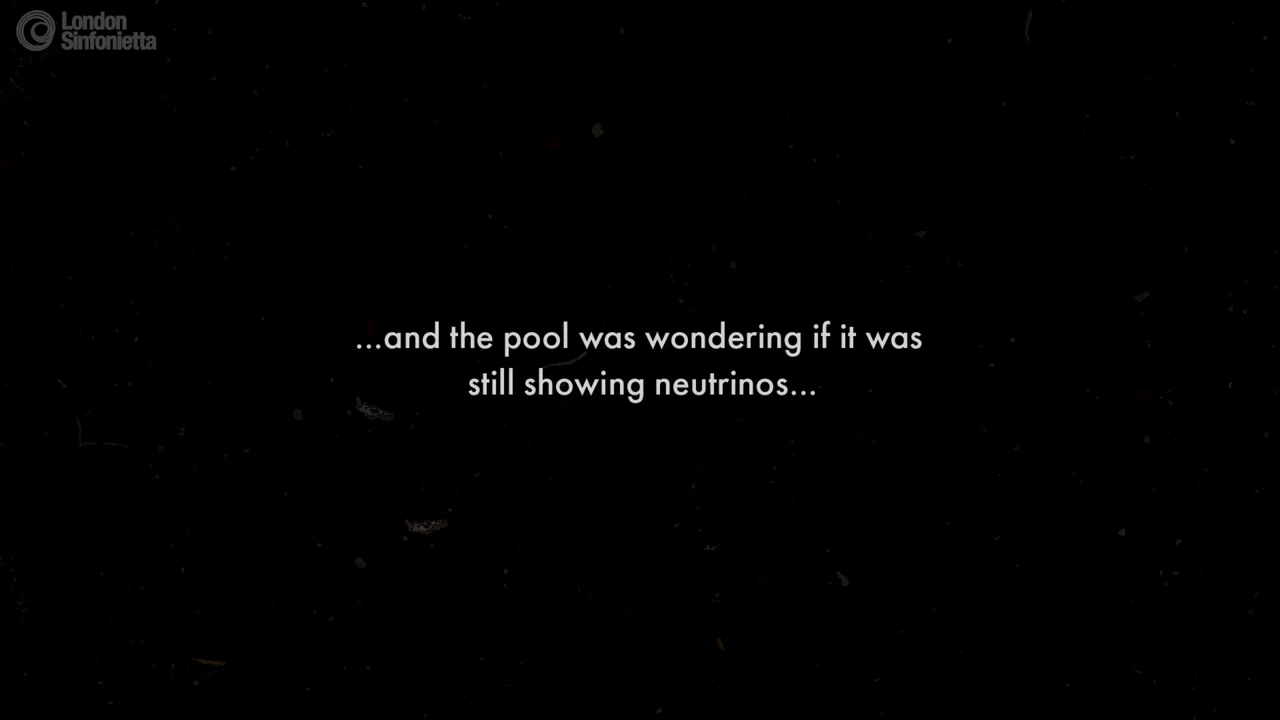 London
Sinfonietta
...and the pool was wondering if it was
still showing neutrinos...